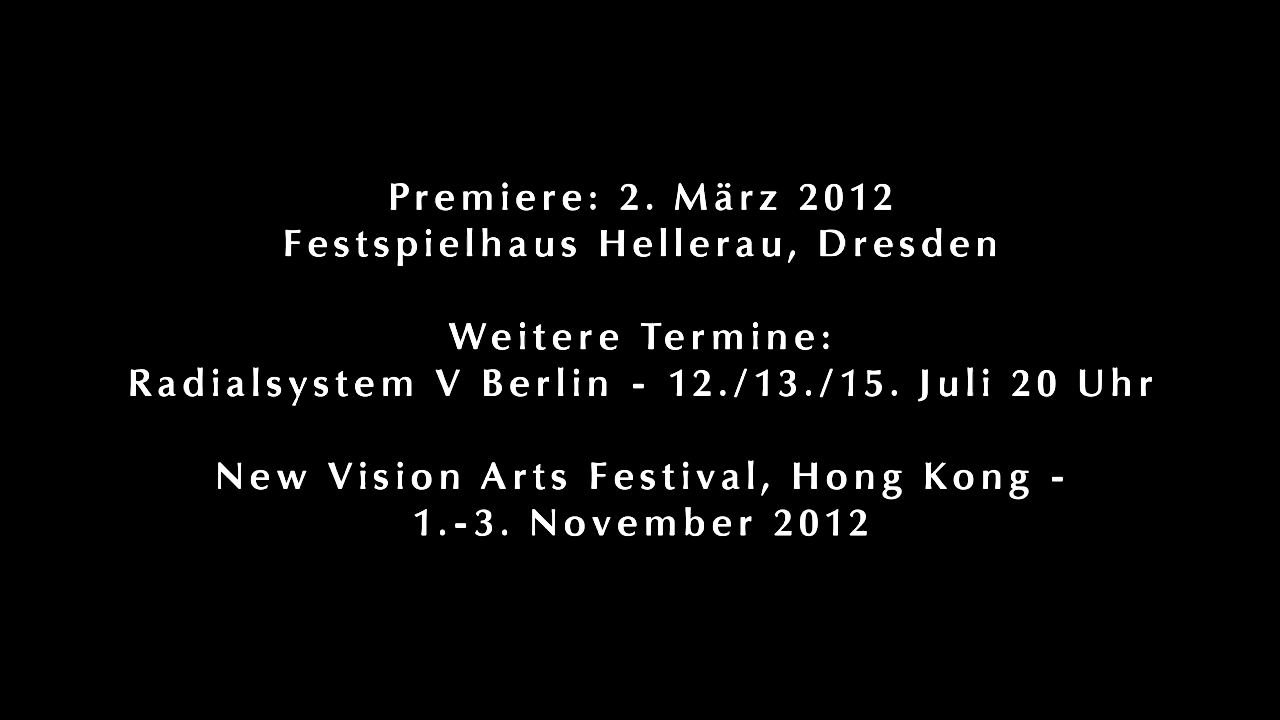 Premiere: 2. März 2012
Festspielhaus Hellerau, Dresden
Weitere Termine:
Radialsystem V Berlin - 12./13./15. Juli 20 Uhr
New Vision Arts Festival, Hong Kong -
1.-3. November 2012